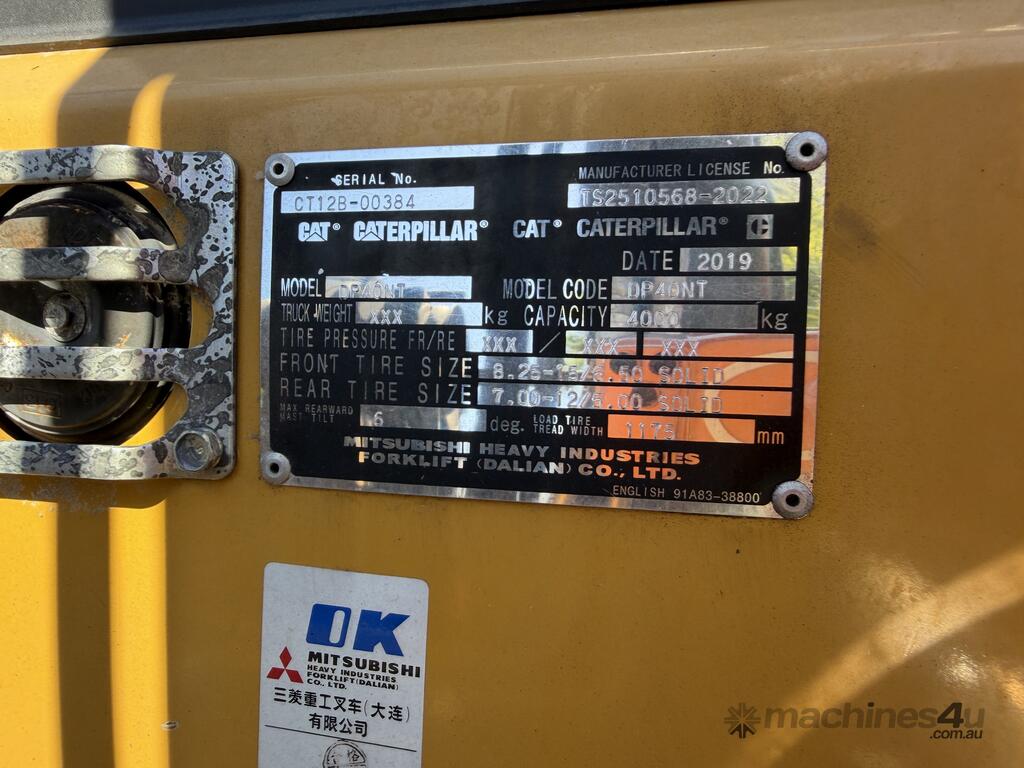 SERIAL No.
MANUFACTURER LICENSE No.
CT12B-00384
TS2510568-2022
CAT® CATERPILLAR® CAT® CATERPILLAR® C
DATE 2019
MODEL DP40NT MODEL CODE DP40NT
TRUCK WEIGHT XXX kg CAPACITY 4000 kg
TIRE PRESSURE FR/RE XXX / XXX XXX
FRONT TIRE SIZE 8.25-15/6.50 SOLID
REAR TIRE SIZE 7.00-12/5.00 SOLID
MAX REARWARD MAST TILT 6 deg. LOAD TIRE TREAD WIDTH 1175 mm
MITSUBISHI HEAVY INDUSTRIES
FORKLIFT (DALIAN) CO., LTD.
ENGLISH 91A83-38800
OK
MITSUBISHI
HEAVY INDUSTRIES
FORKLIFT(DALIAN)
CO., LTD.
三菱重工叉车(大连)
有限公司
machines4u
.com.au